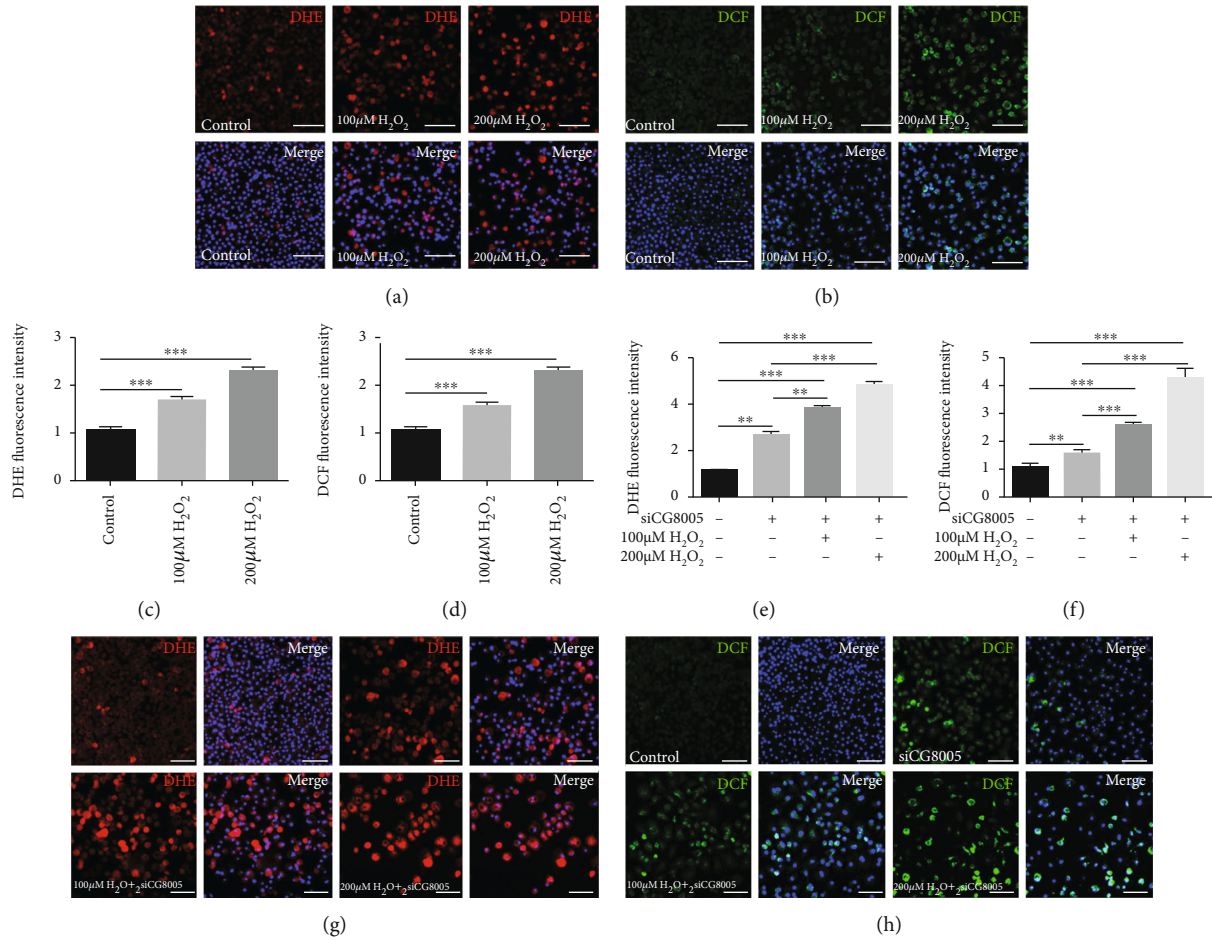 DHE DHE DHE
Control 100μM H2O2 200μM H2O2
Merge Merge Merge
Control 100μM H2O2 200μM H2O2
(a)
DCF DCF DCF
100μM H2O2 200μM H2O2
Merge Merge Merge
Control 100μM H2O2 200μM H2O2
(b)
DHE fluorescence intensity
3
2
1
0
***
***
Control
100μM H2O2
200μM H2O2
(c)
DCF fluorescence intensity
3
2
1
0
***
***
Control
100μM H2O2
200μM H2O2
(d)
DHE fluorescence intensity
6
4
2
0
***
***
***
**
**
siCG8005 – + + +
100μM H2O2 – – + –
200μM H2O2 – – – +
(e)
DCF fluorescence intensity
5
4
3
2
1
0
***
***
***
***
**
siCG8005 – + + +
100μM H2O2 – – + –
200μM H2O2 – – – +
(f)
DHE Merge DHE Merge
DHE Merge DHE Merge
100μM H2O+2siCG8005 200μM H2O+2siCG8005
(g)
DCF Merge DCF Merge
Control siCG8005
DCF Merge DCF Merge
100μM H2O+2siCG8005 200μM H2O+2siCG8005
(h)